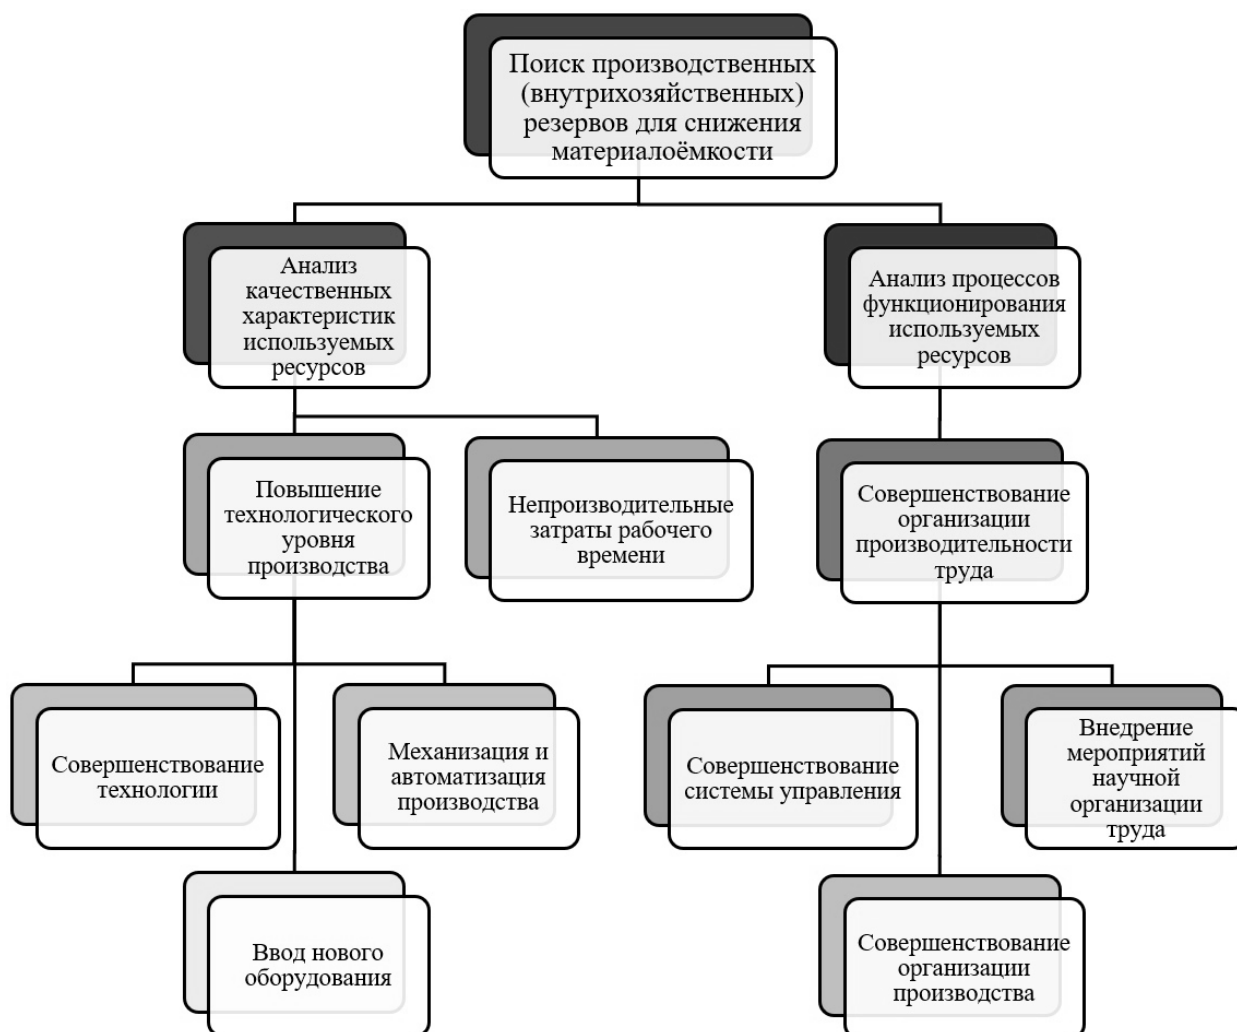 Поиск производственных
(внутрихозяйственных)
резервов для снижения
материалоёмкости
Анализ
качественных
характеристик
используемых
ресурсов
Анализ процессов
функционирования
используемых
ресурсов
Повышение
технологического
уровня
производства
Непроизводительные
затраты рабочего
времени
Совершенствование
организации
производительности
труда
Совершенствование
технологии
Механизация и
автоматизация
производства
Совершенствование
системы управления
Внедрение
мероприятий
научной
организации
труда
Ввод нового
оборудования
Совершенствование
организации
производства